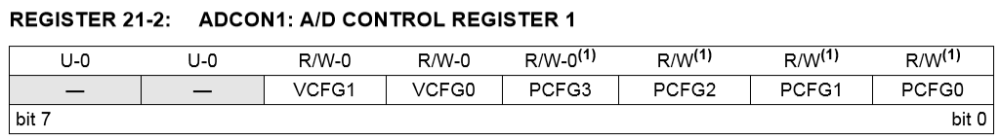 REGISTER 21-2: ADCON1: A/D CONTROL REGISTER 1
U-0 U-0 R/W-0 R/W-0 R/W-0(1) R/W(1) R/W(1) R/W(1)
— — VCFG1 VCFG0 PCFG3 PCFG2 PCFG1 PCFG0
bit 7 bit 0